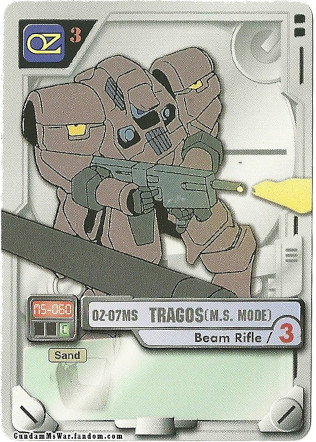 OZ 3
MS-060
OZ-07MS TRAGOS(M.S. MODE)
C
Beam Rifle / 3
Sand
GundamMsWar.fandom.com